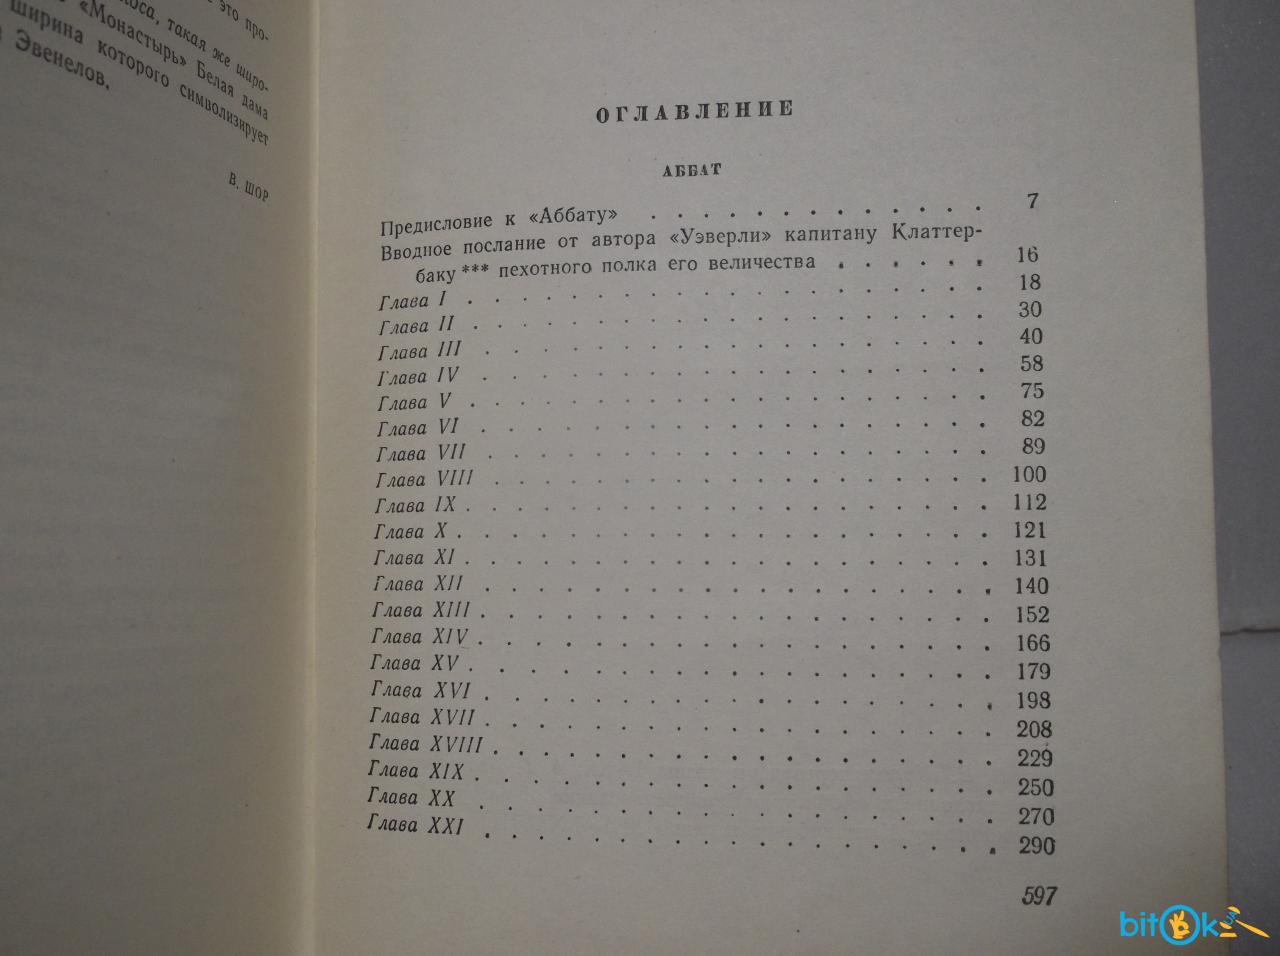 это про-
коса, такая же широ-
«Монастырь» Белая дама
ширина которого символизирует
Эвенелов.
В. ШОР
ОГЛАВЛЕНИЕ
АББАТ
Предисловие к «Аббату» . . . . . . . . . . . . . 7
Вводное послание от автора «Уэверли» капитану Клаттер-
баку *** пехотного полка его величества . . . . . . 16
Глава I . . . . . . . . . . . . . . . . . . . . 18
Глава II . . . . . . . . . . . . . . . . . . . . 30
Глава III . . . . . . . . . . . . . . . . . . . 40
Глава IV . . . . . . . . . . . . . . . . . . . 58
Глава V . . . . . . . . . . . . . . . . . . . . 75
Глава VI . . . . . . . . . . . . . . . . . . . 82
Глава VII . . . . . . . . . . . . . . . . . . . 89
Глава VIII . . . . . . . . . . . . . . . . . . . 100
Глава IX . . . . . . . . . . . . . . . . . . . . 112
Глава X . . . . . . . . . . . . . . . . . . . . 121
Глава XI . . . . . . . . . . . . . . . . . . . . 131
Глава XII . . . . . . . . . . . . . . . . . . . 140
Глава XIII . . . . . . . . . . . . . . . . . . . 152
Глава XIV . . . . . . . . . . . . . . . . . . . 166
Глава XV . . . . . . . . . . . . . . . . . . . . 179
Глава XVI . . . . . . . . . . . . . . . . . . . 198
Глава XVII . . . . . . . . . . . . . . . . . . . 208
Глава XVIII . . . . . . . . . . . . . . . . . . . 229
Глава XIX . . . . . . . . . . . . . . . . . . . 250
Глава XX . . . . . . . . . . . . . . . . . . . 270
Глава XXI . . . . . . . . . . . . . . . . . . . 290
597
bitOk UA